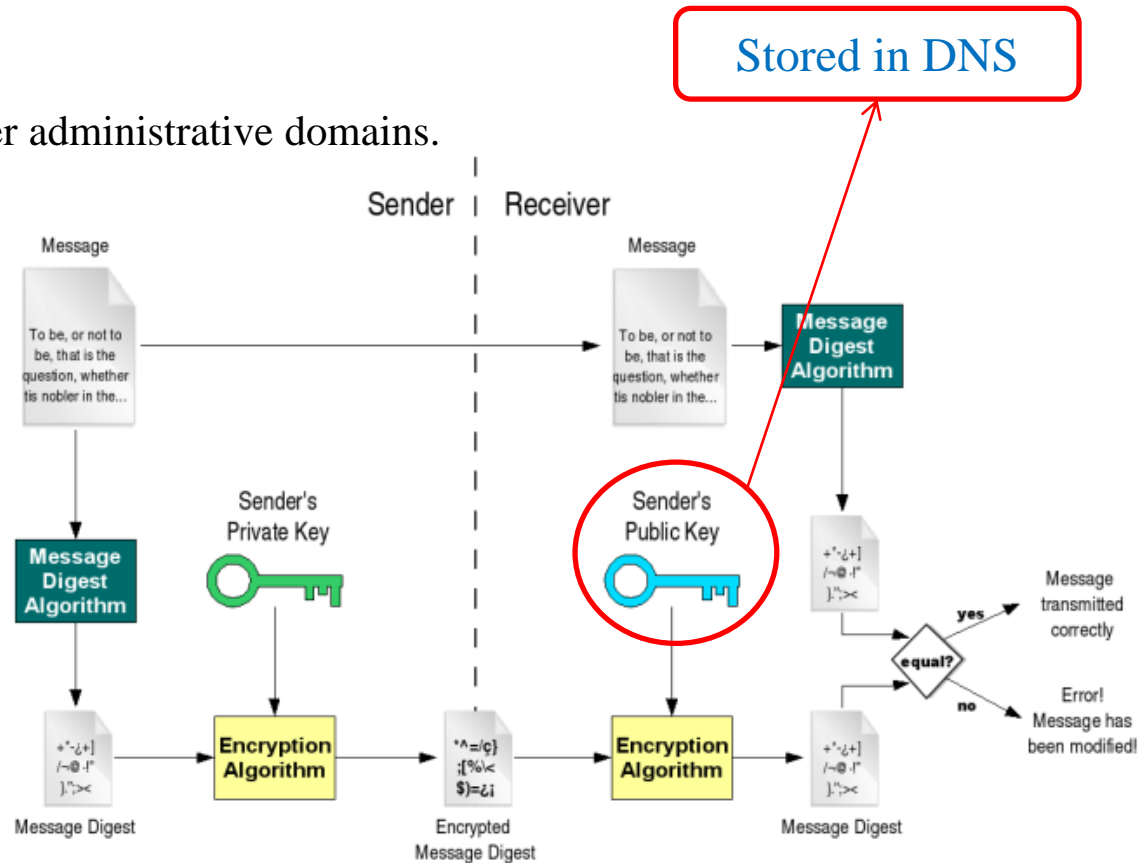 Stored in DNS
er administrative domains.
Sender
Receiver
Message
To be, or not to
be, that is the
question, whether
tis nobler in the...
Message
To be, or not to
be, that is the
question, whether
tis nobler in the...
Message
Digest
Algorithm
Sender's
Private Key
Sender's
Public Key
Message
Digest
Algorithm
+*-¿+]
/¬@ ·!"
}.";><
yes
equal?
no
Message
transmitted
correctly
Error!
Message has
been modified!
+*-¿+]
/¬@ ·!"
}.";><
Message Digest
Encryption
Algorithm
*^=/ç}
;[%\<
$)=¿¡
Encrypted
Message Digest
Encryption
Algorithm
+*-¿+]
/¬@ ·!"
}.";><
Message Digest